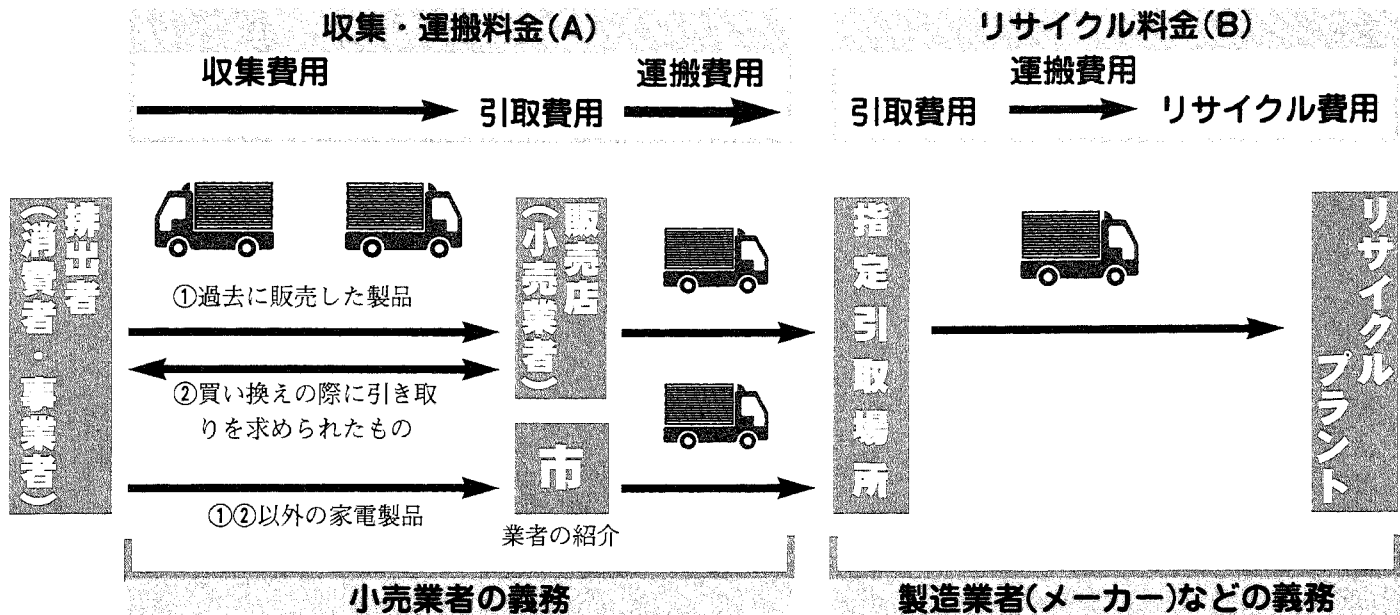 収集・運搬料金(A)
リサイクル料金(B)
収集費用
引取費用
運搬費用
引取費用
運搬費用
リサイクル費用
排出者
(消費者・事業者)
①過去に販売した製品
②買い換えの際に引き取
りを求められたもの
①②以外の家電製品
販売店
(小売業者)
市
業者の紹介
指定引取場所
リサイクル
プラント
小売業者の義務
製造業者(メーカー)などの義務